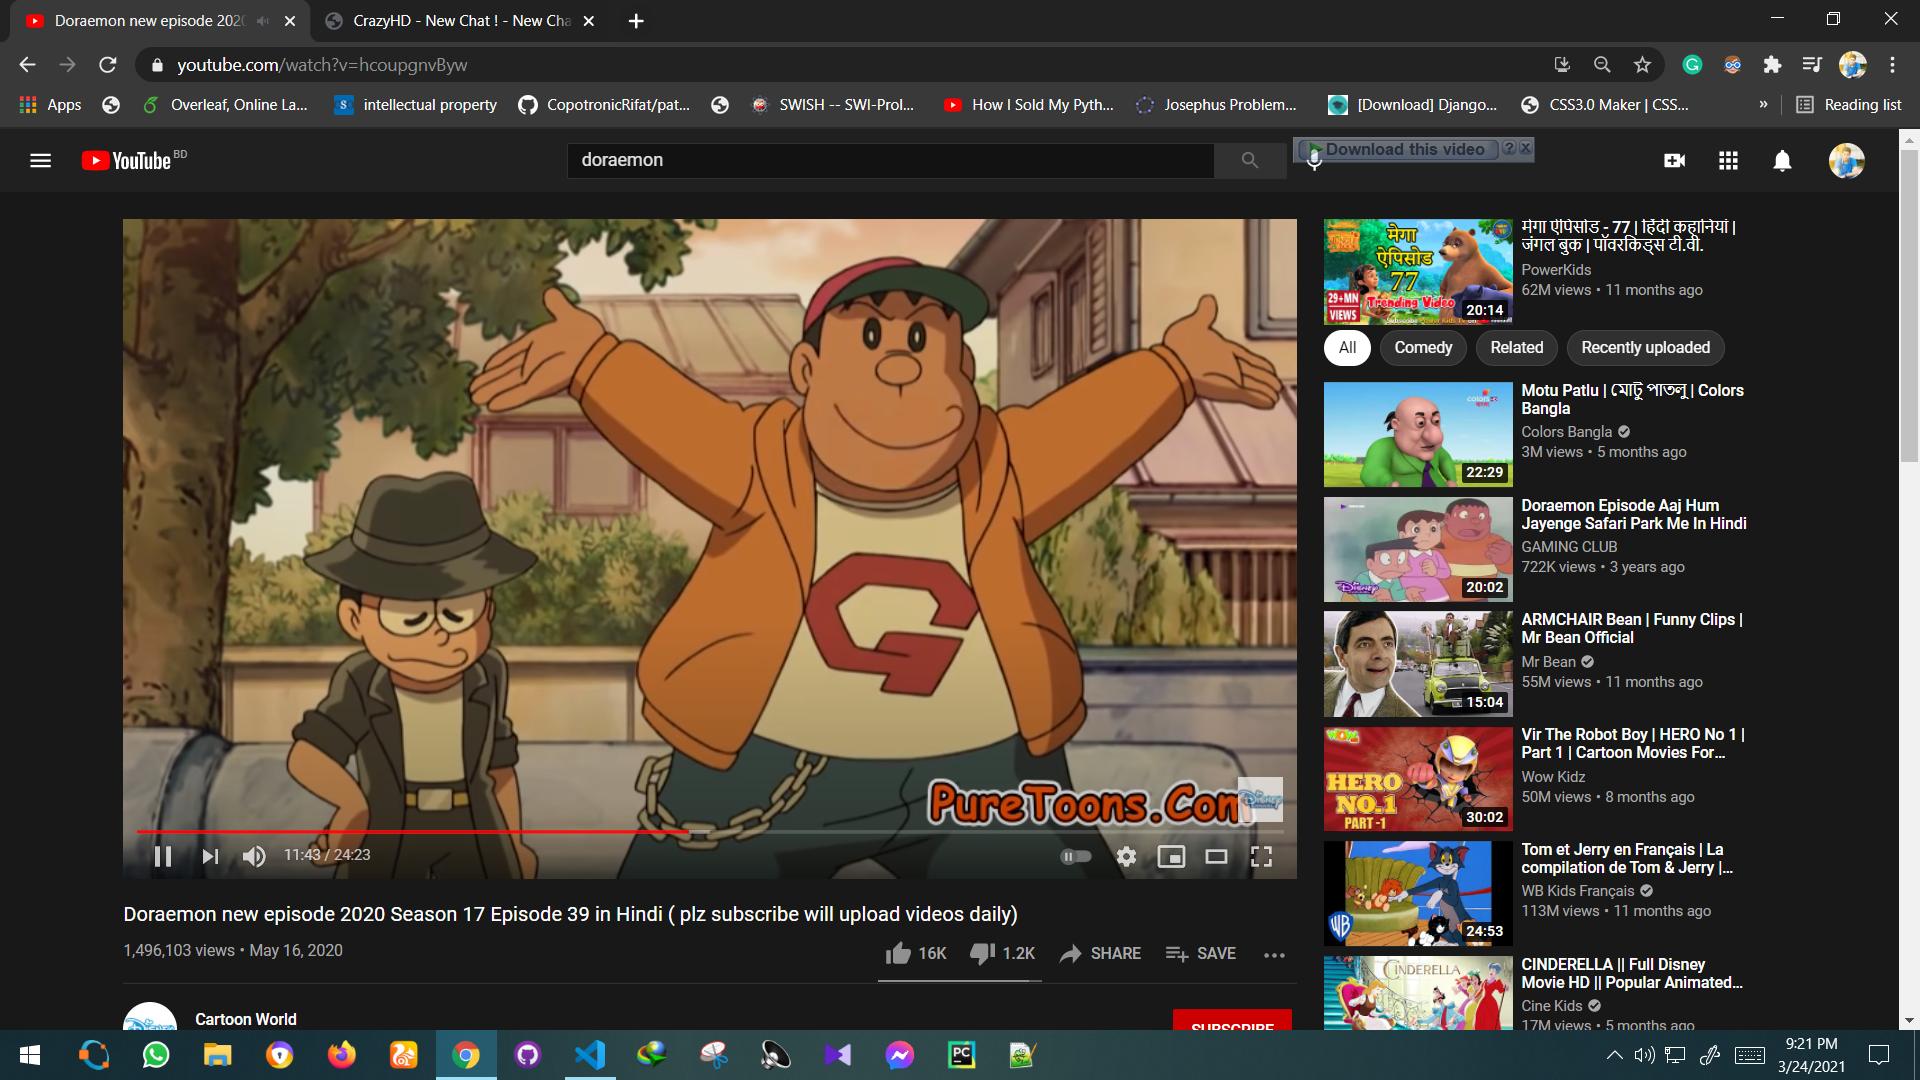 Doraemon new episode 202
CrazyHD - New Chat ! - New Cha
youtube.com/watch?v=hcoupgnvByw
Apps
Overleaf, Online La...
intellectual property
CopotronicRifat/pat...
SWISH -- SWI-Prol...
How I Sold My Pyth...
Josephus Problem...
[Download] Django...
CSS3.0 Maker | CSS...
»
Reading list
YouTube BD
doraemon
Download this video
PureToons.Com
11:43 / 24:23
Doraemon new episode 2020 Season 17 Episode 39 in Hindi ( plz subscribe will upload videos daily)
1,496,103 views • May 16, 2020
16K
1.2K
SHARE
SAVE
Cartoon World
SUBSCRIBE
मेगा
ऐपिसोड
77
29+MN
VIEWS
Trending Video
20:14
मेगा ऐपिसोड - 77 | हिंदी कहानियां |
जंगल बुक | पॉवरकिड्स टी.वी.
PowerKids
62M views • 11 months ago
All
Comedy
Related
Recently uploaded
22:29
Motu Patlu | মোটু পাতলু | Colors
Bangla
Colors Bangla
3M views • 5 months ago
20:02
Doraemon Episode Aaj Hum
Jayenge Safari Park Me In Hindi
GAMING CLUB
722K views • 3 years ago
15:04
ARMCHAIR Bean | Funny Clips |
Mr Bean Official
Mr Bean
55M views • 11 months ago
WOW
HERO
NO.1
PART -1
30:02
Vir The Robot Boy | HERO No 1 |
Part 1 | Cartoon Movies For...
Wow Kidz
50M views • 8 months ago
WB
24:53
Tom et Jerry en Français | La
compilation de Tom & Jerry |...
WB Kids Français
113M views • 11 months ago
CINDERELLA
CINDERELLA || Full Disney
Movie HD || Popular Animated...
Cine Kids
17M views • 5 months ago
PC
9:21 PM
3/24/2021